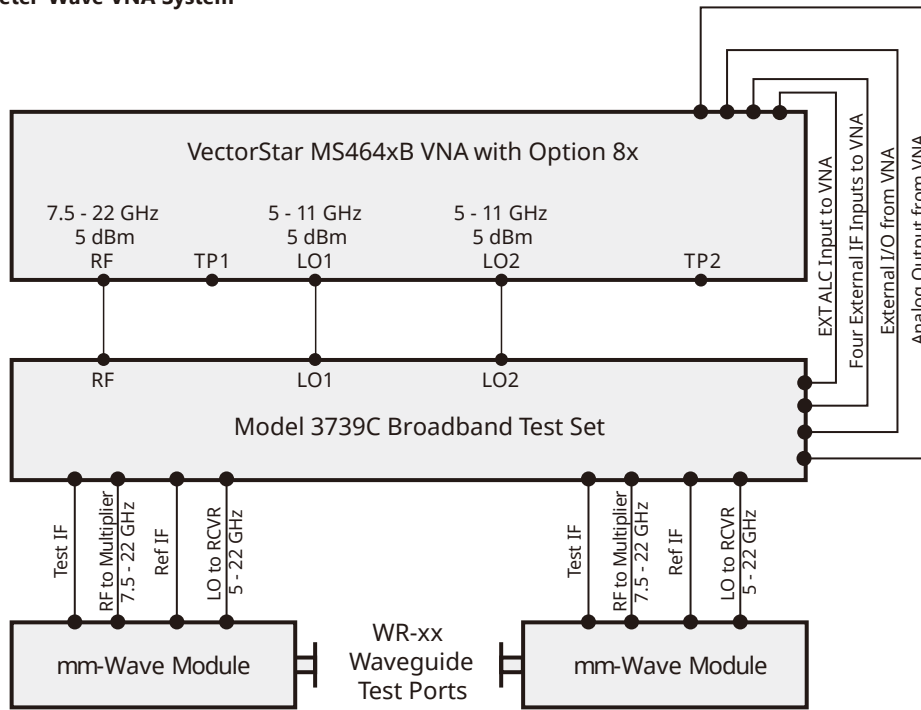 VectorStar MS464xB VNA with Option 8x
7.5 - 22 GHz
5 dBm
RF
TP1
5 - 11 GHz
5 dBm
LO1
5 - 11 GHz
5 dBm
LO2
TP2
EXT ALC Input to VNA
Four External IF Inputs to VNA
External I/O from VNA
Analog Output from VNA
RF
LO1
LO2
Model 3739C Broadband Test Set
Test IF
RF to Multiplier
7.5 - 22 GHz
Ref IF
LO to RCVR
5 - 22 GHz
Test IF
RF to Multiplier
7.5 - 22 GHz
Ref IF
LO to RCVR
5 - 22 GHz
mm-Wave Module
WR-xx
Waveguide
Test Ports
mm-Wave Module